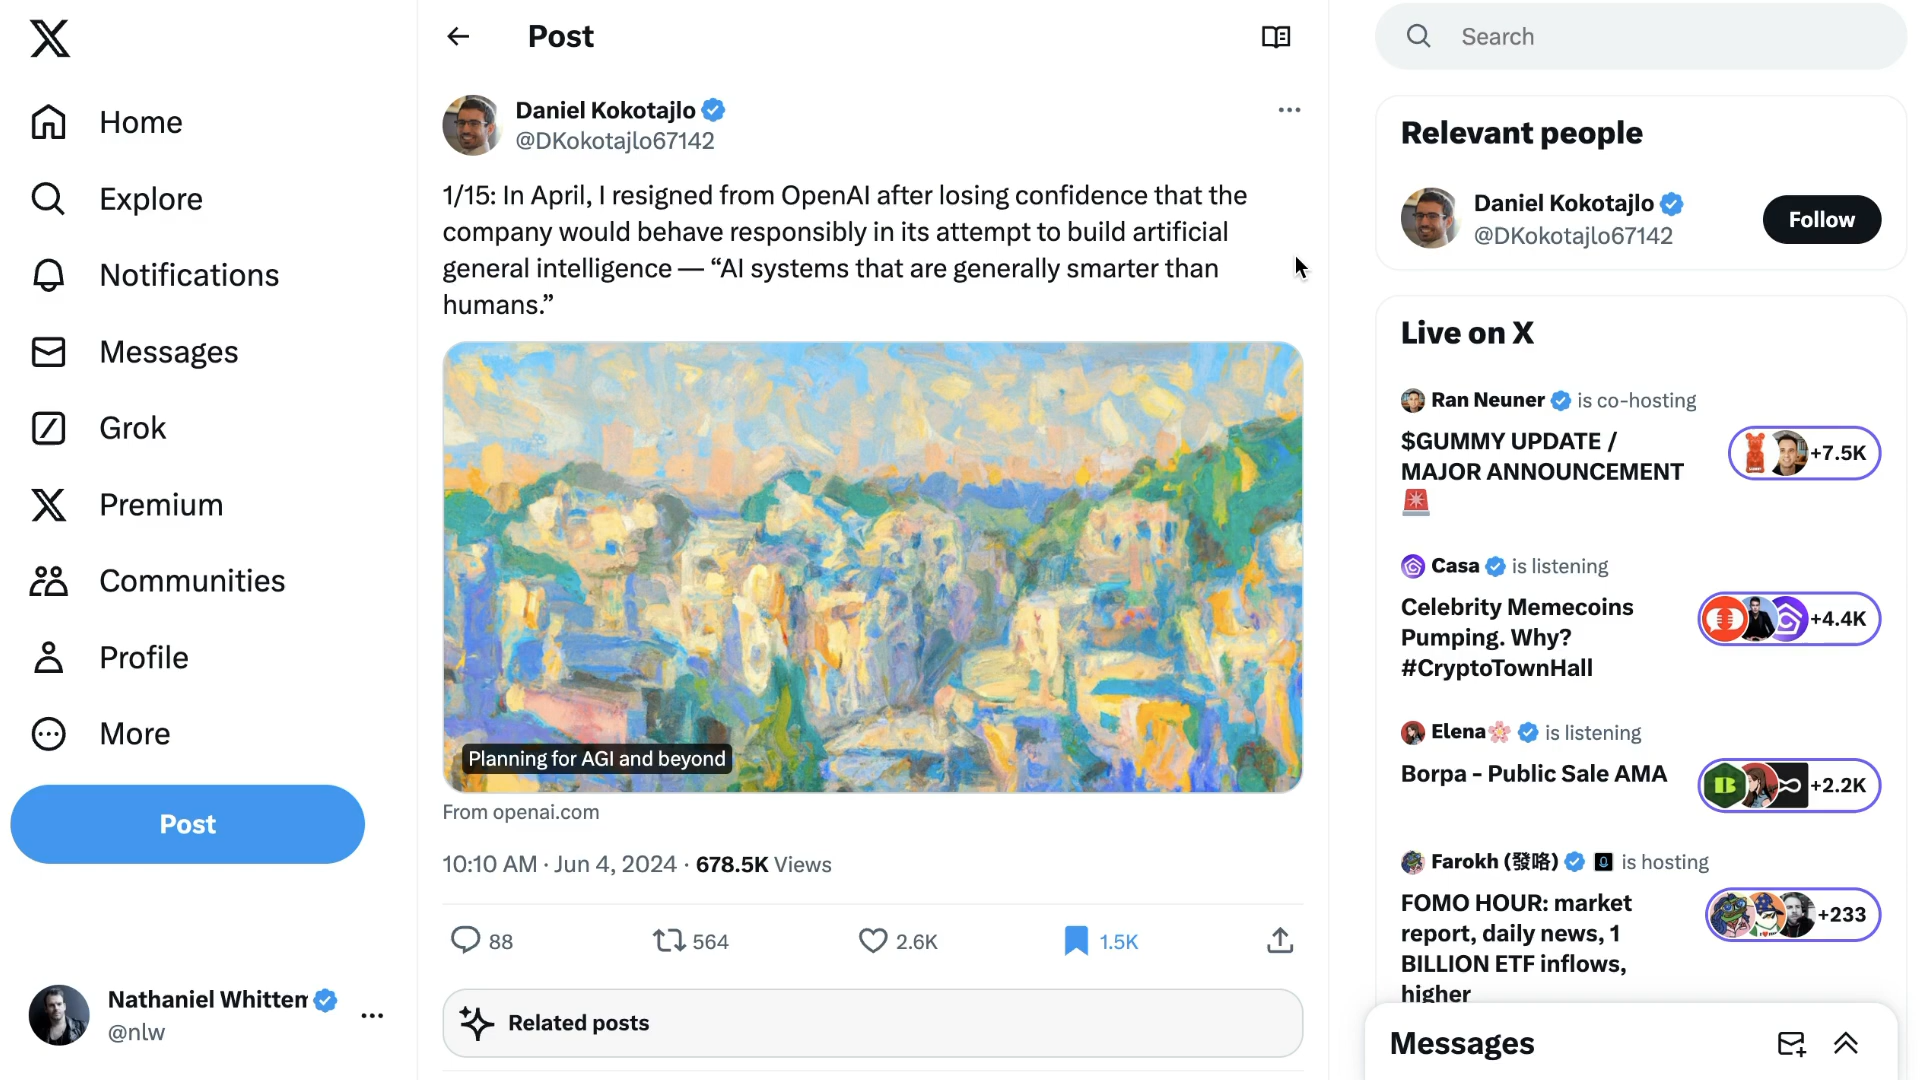 Home
Explore
Notifications
Messages
Grok
Premium
Communities
Profile
More
Post
Nathaniel Whittem
@nlw
Post
Daniel Kokotajlo
@DKokotajlo67142
1/15: In April, I resigned from OpenAI after losing confidence that the
company would behave responsibly in its attempt to build artificial
general intelligence — “AI systems that are generally smarter than
humans.”
Planning for AGI and beyond
From openai.com
10:10 AM · Jun 4, 2024 · 678.5K Views
88 564 2.6K 1.5K
Related posts
Search
Relevant people
Daniel Kokotajlo
@DKokotajlo67142
Follow
Live on X
Ran Neuner is co-hosting
$GUMMY UPDATE /
MAJOR ANNOUNCEMENT
+7.5K
Casa is listening
Celebrity Memecoins
Pumping. Why?
#CryptoTownHall
+4.4K
Elena🌸 is listening
Borpa - Public Sale AMA
+2.2K
Farokh (發咯) is hosting
FOMO HOUR: market
report, daily news, 1
BILLION ETF inflows,
higher
+233
Messages